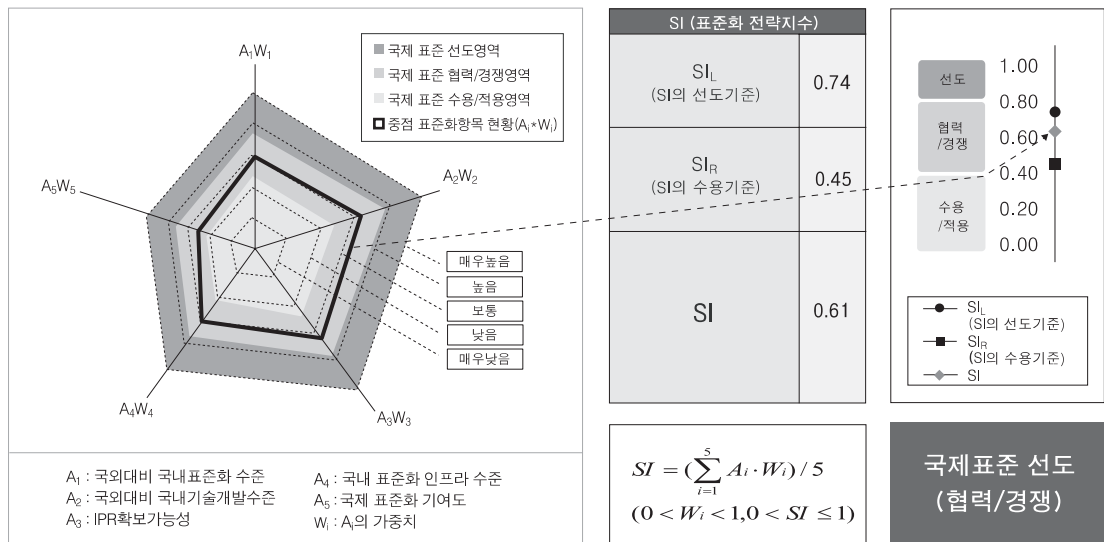 A₁W₁
국제 표준 선도영역
국제 표준 협력/경쟁영역
국제 표준 수용/적용영역
중점 표준화항목 현황(Aᵢ*Wᵢ)
A₂W₂
A₅W₅
매우높음
높음
보통
낮음
매우낮음
A₄W₄
A₃W₃
A₁ : 국외대비 국내표준화 수준
A₂ : 국외대비 국내기술개발수준
A₃ : IPR확보가능성
A₄ : 국내 표준화 인프라 수준
A₅ : 국제 표준화 기여도
Wᵢ : Aᵢ의 가중치
SI (표준화 전략지수)
SI_L
(SI의 선도기준)
0.74
SI_R
(SI의 수용기준)
0.45
SI
0.61
SI = (∑ᵢ₌₁⁵ Aᵢ · Wᵢ) / 5
(0 < Wᵢ < 1, 0 < SI ≤ 1)
선도
협력
/경쟁
수용
/적용
1.00
0.80
0.60
0.40
0.20
0.00
SI_L
(SI의 선도기준)
SI_R
(SI의 수용기준)
SI
국제표준 선도
(협력/경쟁)